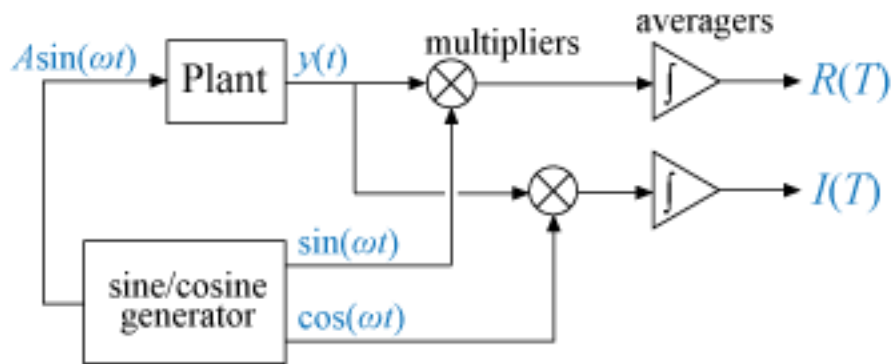 averagers
multipliers
Asin(ωt)
Plant
y(t)
∫
R(T)
∫
I(T)
sin(ωt)
sine/cosine
generator
cos(ωt)